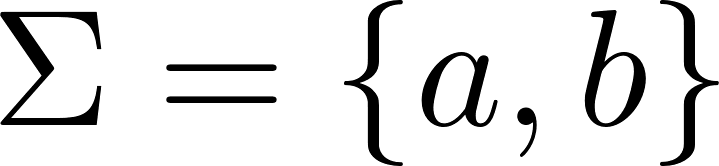 Σ = {a, b}